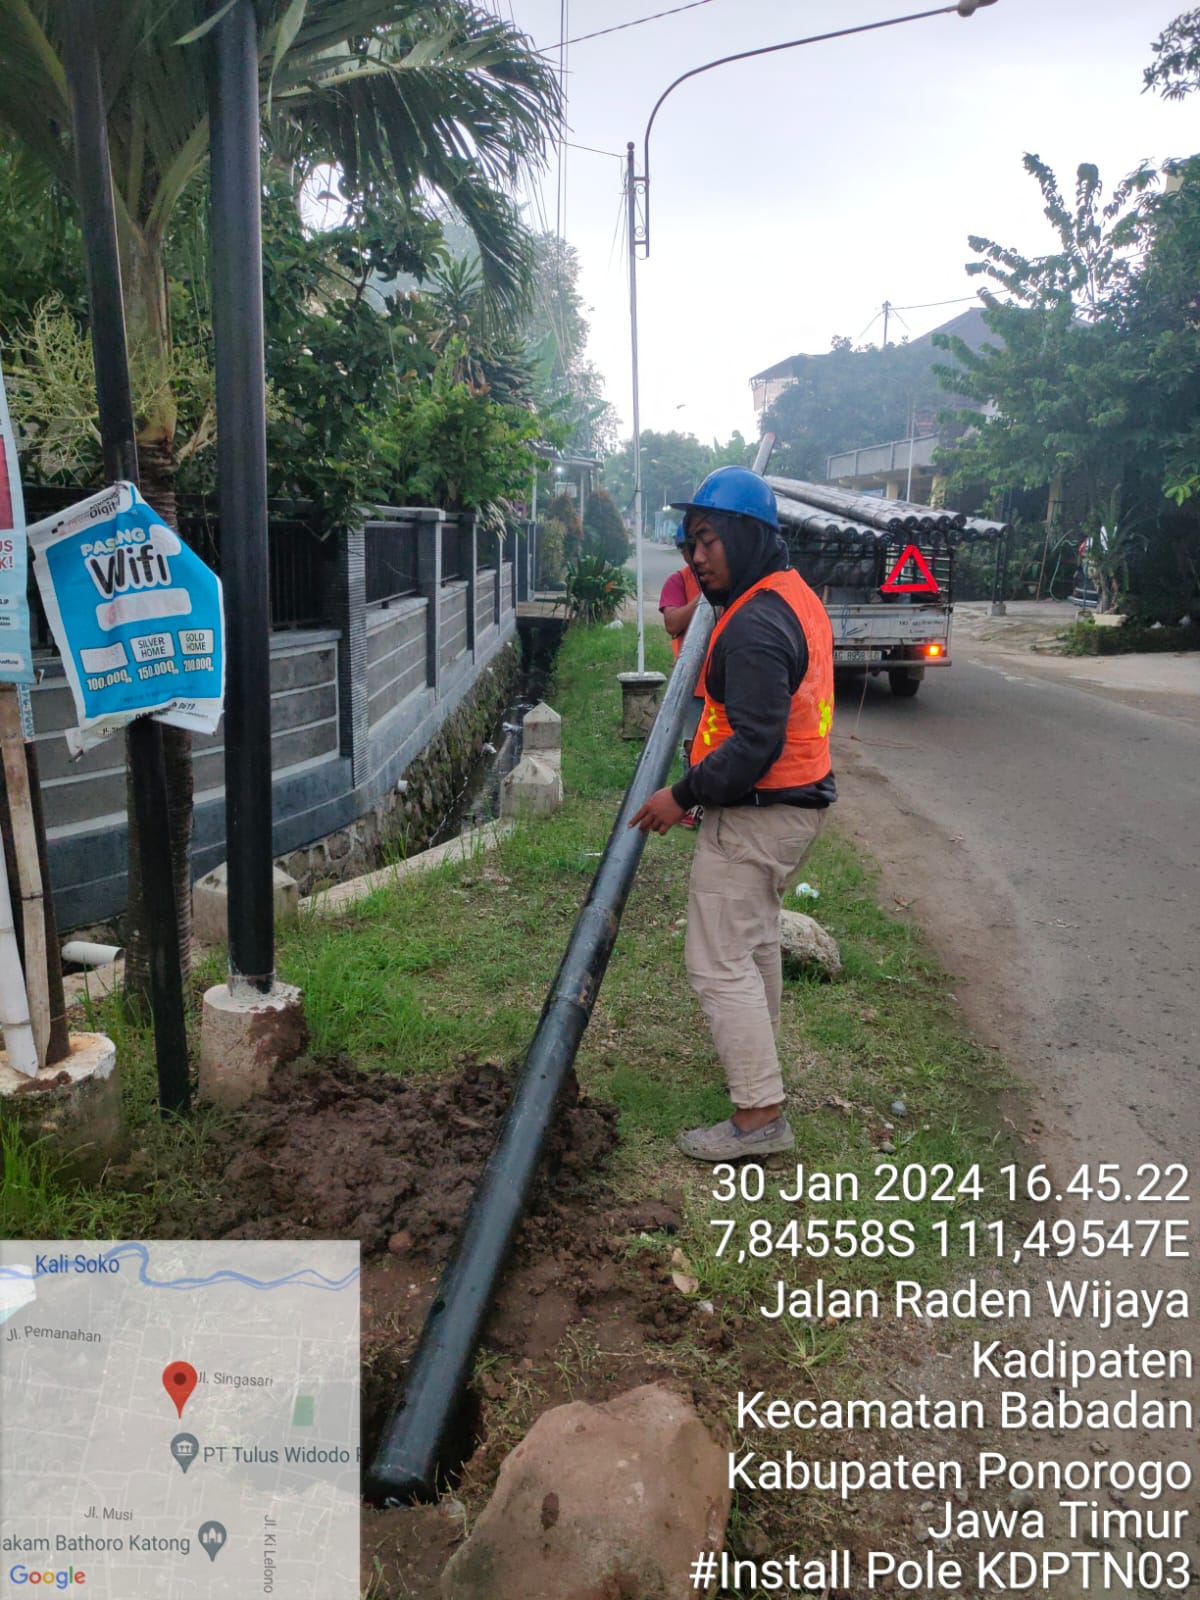 PASANG
Wifi
SILVER
HOME
GOLD
HOME
100.000
150.000
200.000
30 Jan 2024 16.45.22
7,84558S 111,49547E
Jalan Raden Wijaya
Kadipaten
Kecamatan Babadan
Kabupaten Ponorogo
Jawa Timur
#Install Pole KDPTN03
Kali Soko
Jl. Pemanahan
Jl. Singasari
PT Tulus Widodo
Jl. Musi
akam Bathoro Katong
Jl. Ki Lelono
Google